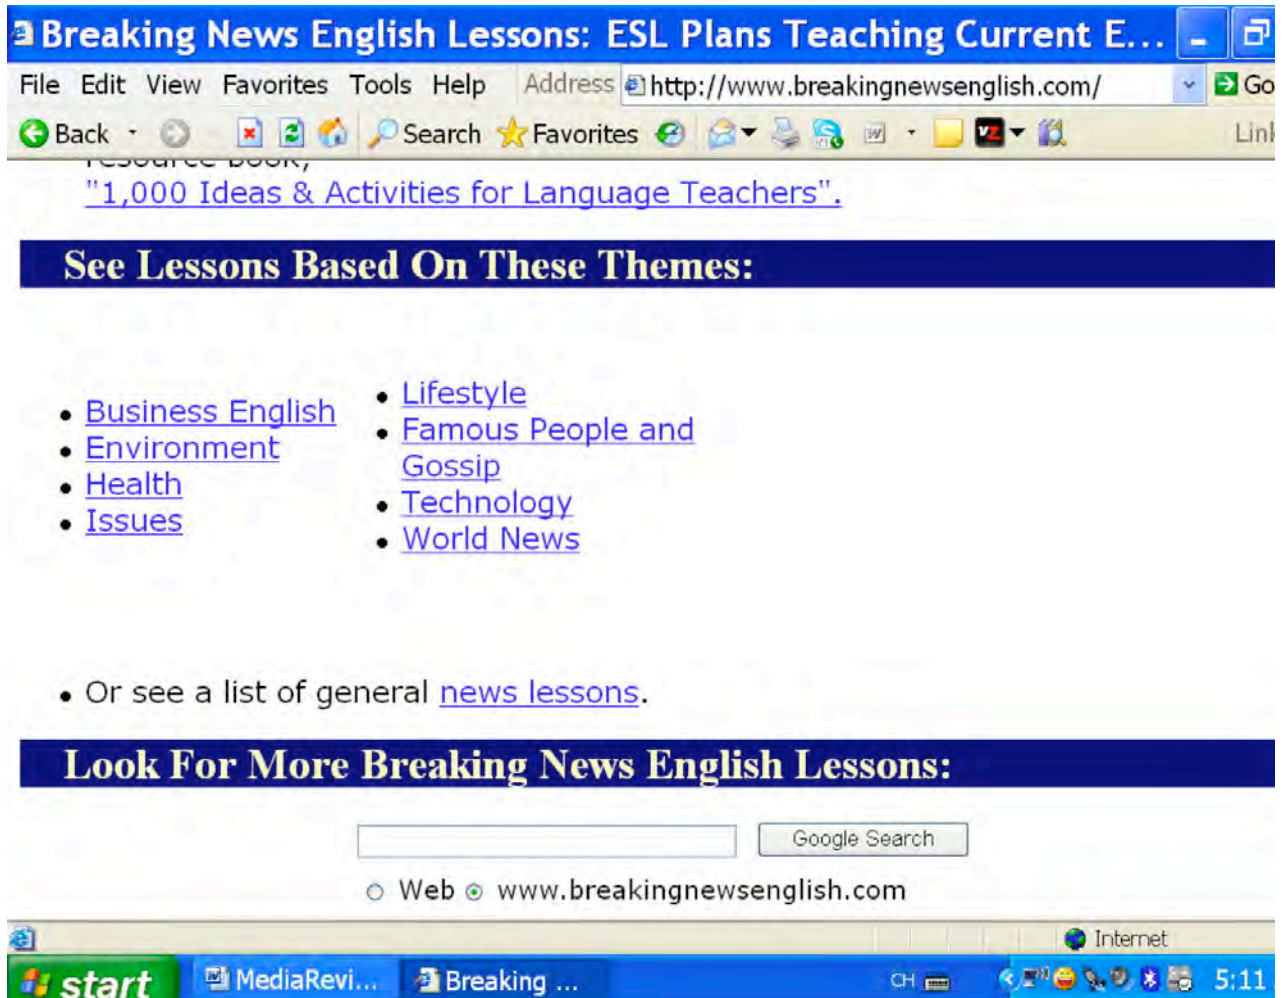 Breaking News English Lessons: ESL Plans Teaching Current E...
File Edit View Favorites Tools Help Address http://www.breakingnewsenglish.com/ Go
Back Search Favorites Link
resource book,
"1,000 Ideas & Activities for Language Teachers".
See Lessons Based On These Themes:
• Business English
• Environment
• Health
• Issues
• Lifestyle
• Famous People and
Gossip
• Technology
• World News
• Or see a list of general news lessons.
Look For More Breaking News English Lessons:
Google Search
Web www.breakingnewsenglish.com
Internet
start MediaRevi... Breaking ... CH 5:11